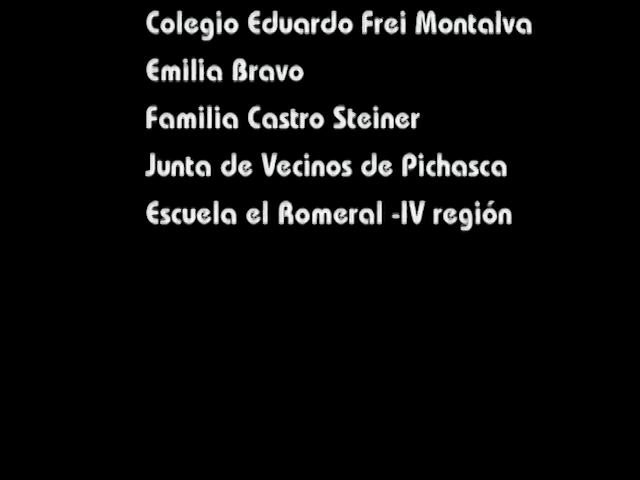 Colegio Eduardo Frei Montalva
Emilia Bravo
Familia Castro Steiner
Junta de Vecinos de Pichasca
Escuela el Romeral -IV región